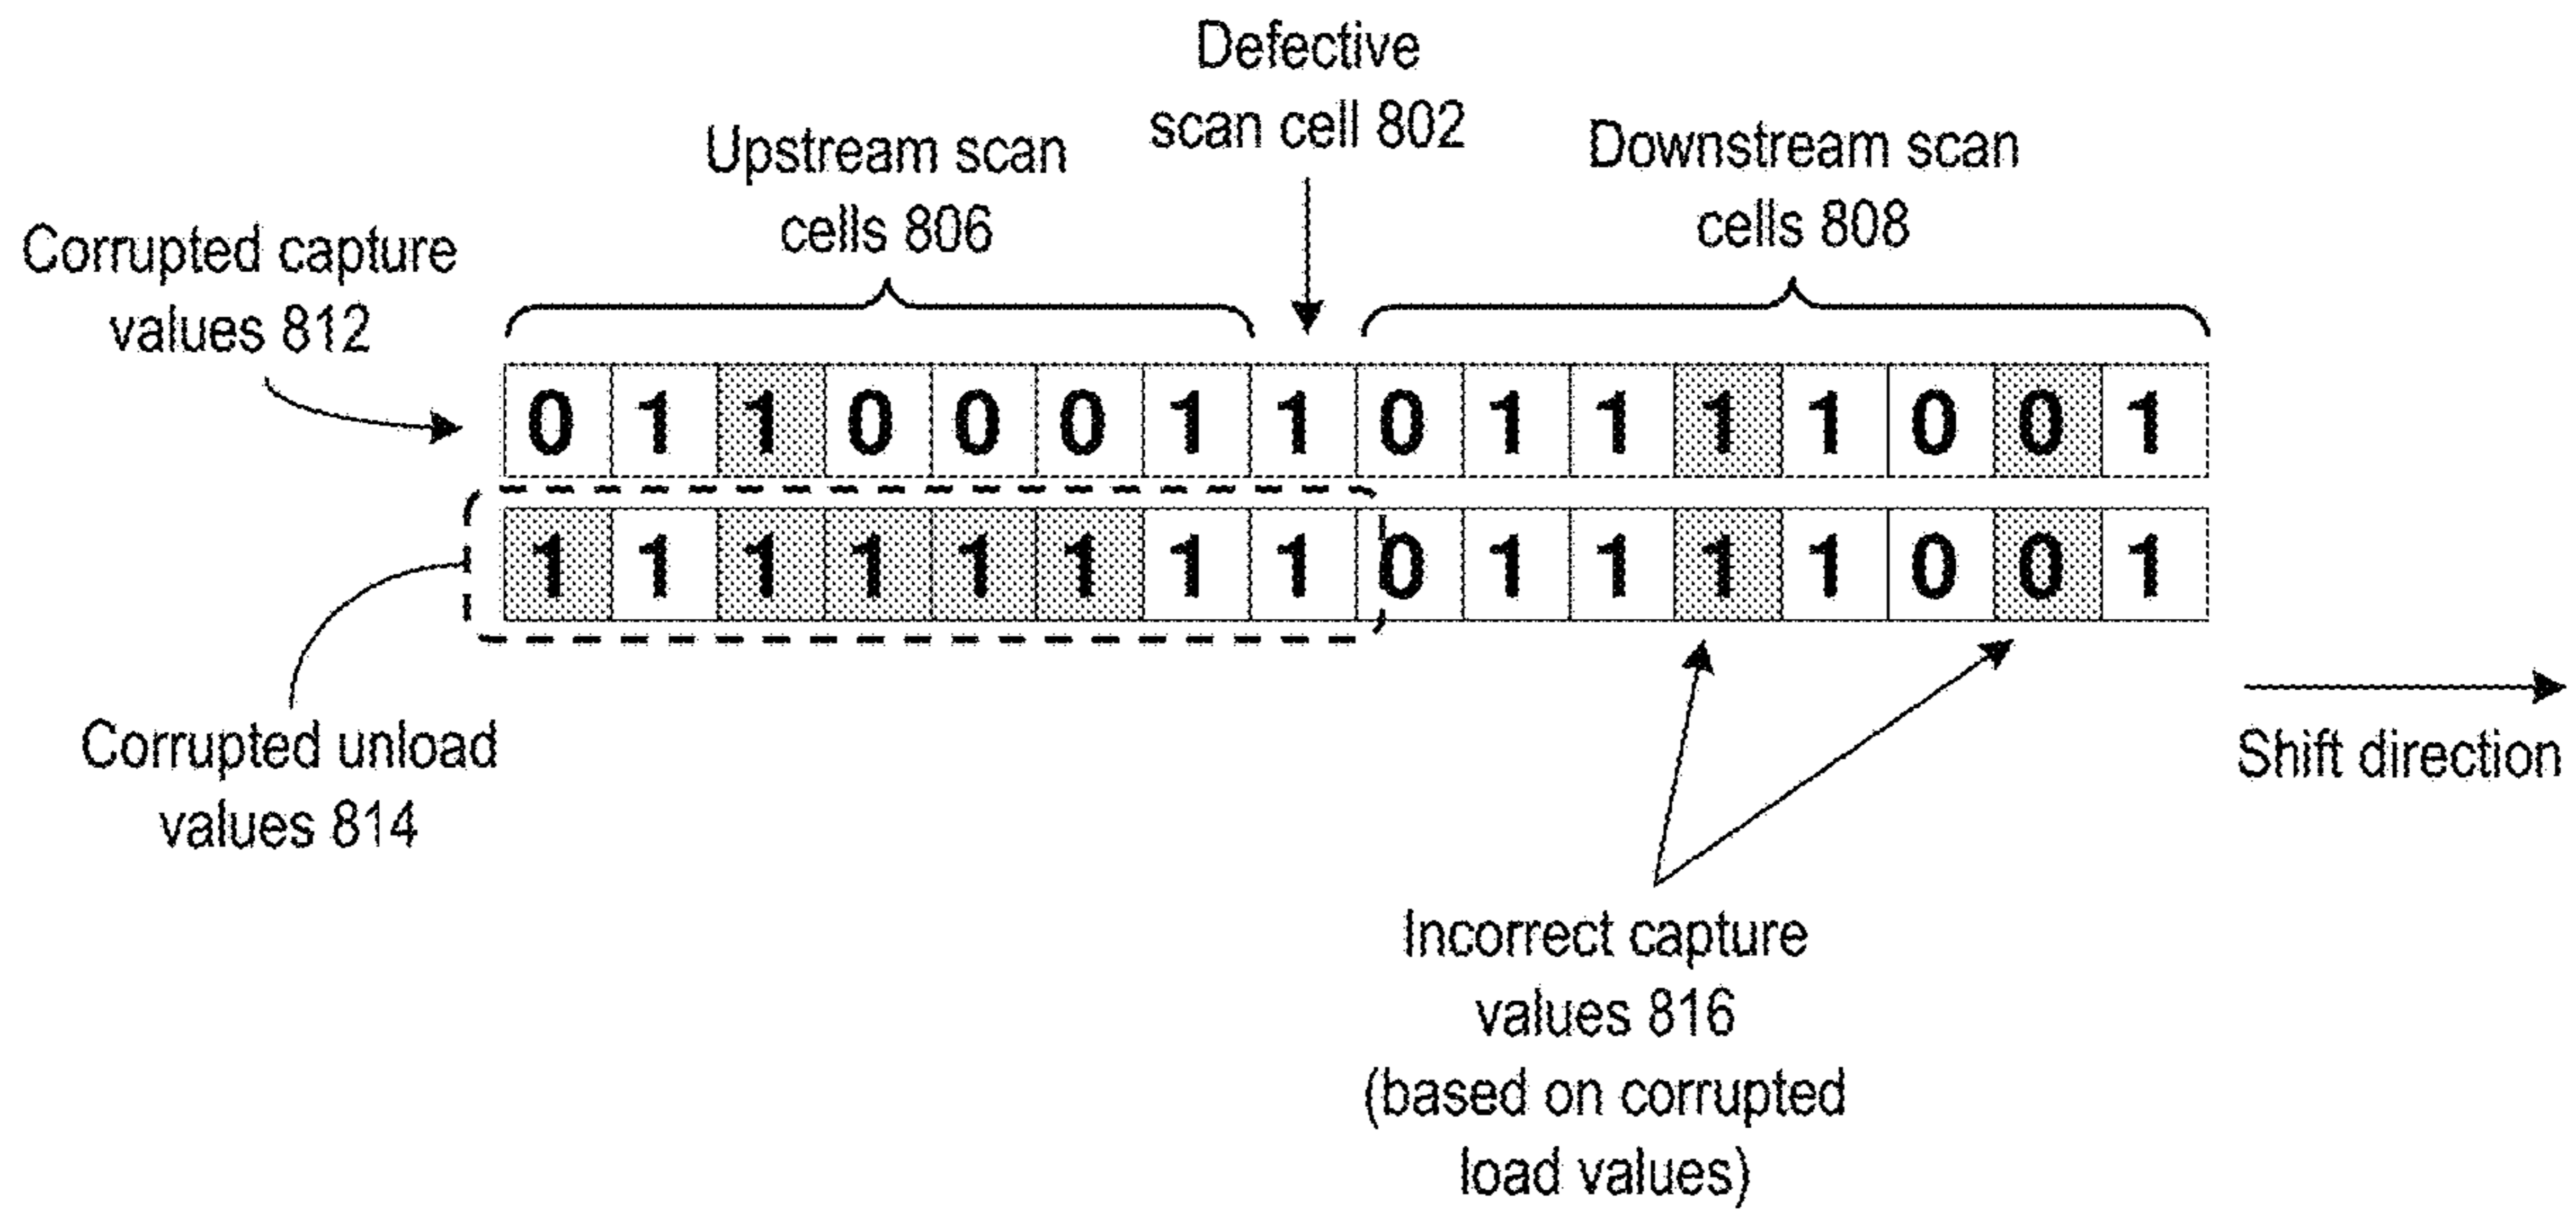 Defective
scan cell 802
Upstream scan
cells 806
Downstream scan
cells 808
Corrupted capture
values 812
0 1 1 0 0 0 1 1 0 1 1 1 1 0 0 1
1 1 1 1 1 1 1 1 0 1 1 1 1 0 0 1
Corrupted unload
values 814
Shift direction
Incorrect capture
values 816
(based on corrupted
load values)